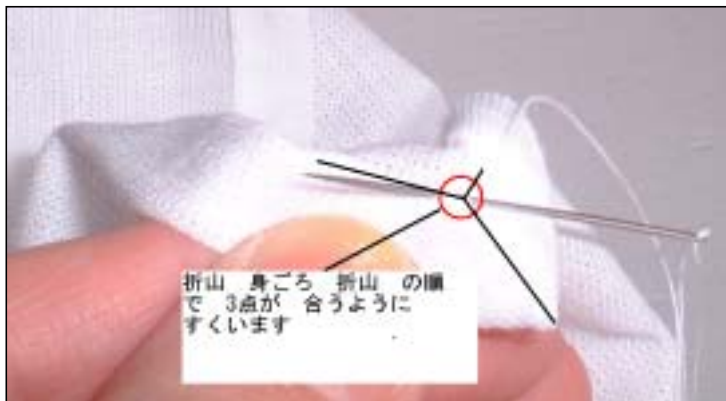 折山 身ごろ 折山 の順
で 3点が 合うように
すくいます